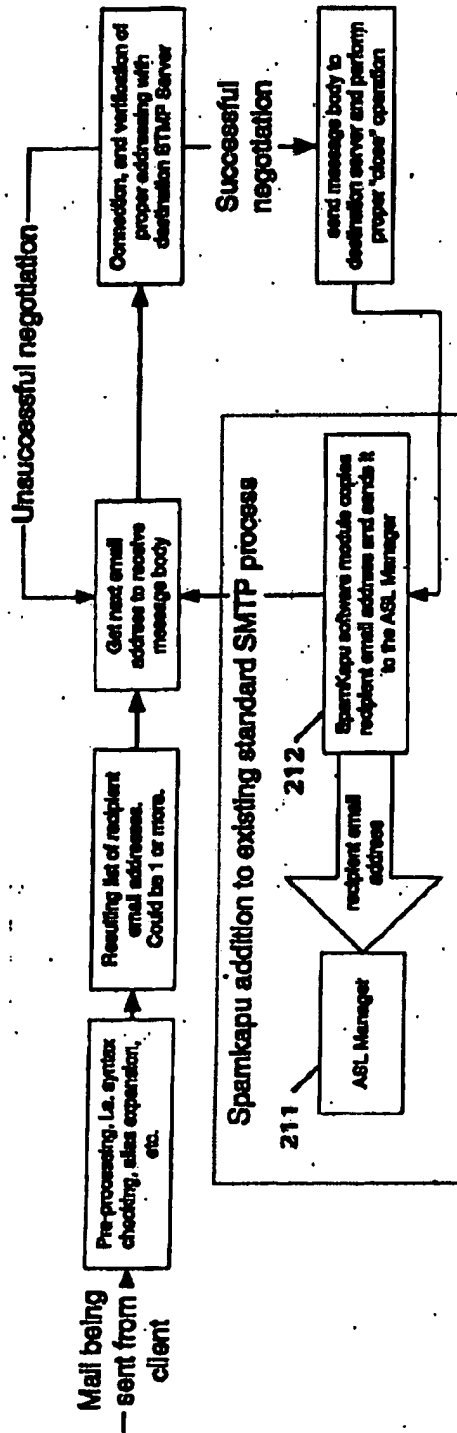 Mail being
sent from
client
Pre-processing, i.e. syntax
checking, alias expansion,
etc.
Resulting list of recipient
email addresses.
Could be 1 or more.
Get next email
address to receive
message body
Unsuccessful negotiation
Connection, and verification of
proper addressing with
destination STMP Server
Successful
negotiation
send message body to
destination server and perform
proper "close" operation
Spamkapu addition to existing standard SMTP process
212
SpamKapu software module copies
recipient email address and sends it
to the ASL Manager
recipient email
address
211
ASL Manager